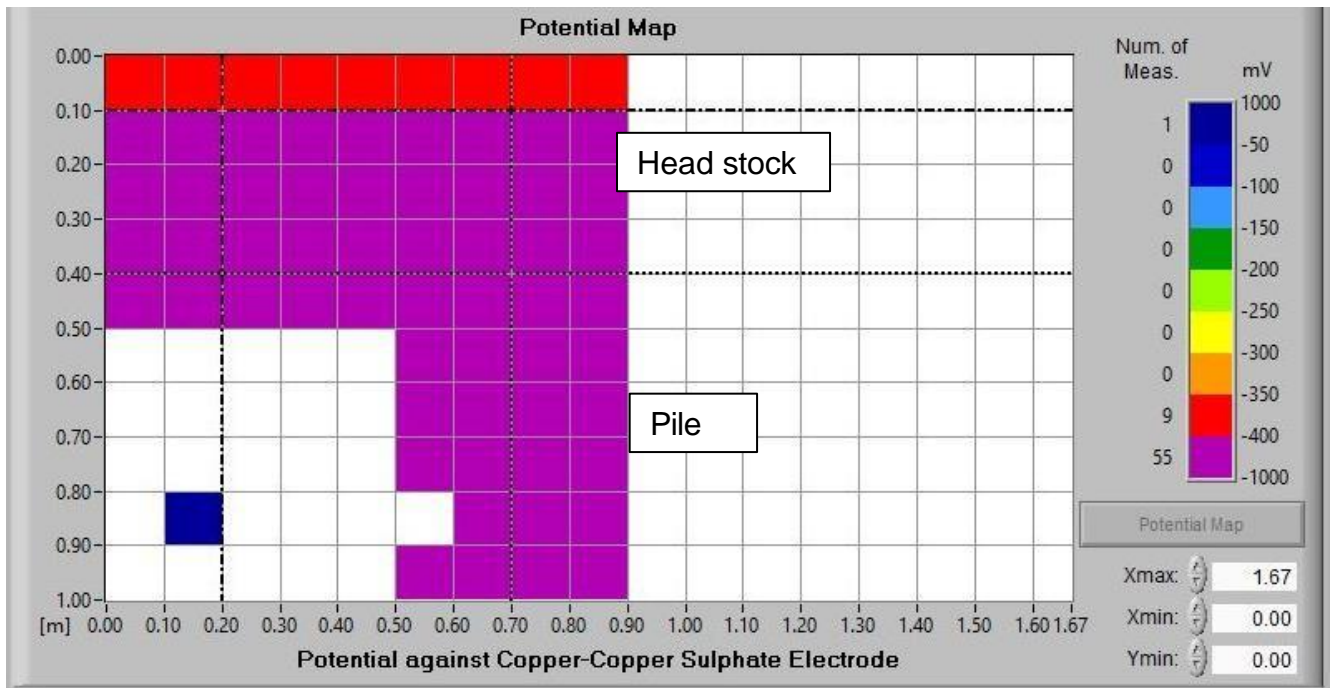 Potential Map
Num. of
Meas.
mV
0.00
0.10
0.20
0.30
0.40
0.50
0.60
0.70
0.80
0.90
1.00
Head stock
Pile
1
0
0
0
0
0
0
9
55
1000
-50
-100
-150
-200
-250
-300
-350
-400
-1000
Potential Map
Xmax: 1.67
Xmin: 0.00
Ymin: 0.00
[m] 0.00 0.10 0.20 0.30 0.40 0.50 0.60 0.70 0.80 0.90 1.00 1.10 1.20 1.30 1.40 1.50 1.60 1.67
Potential against Copper-Copper Sulphate Electrode